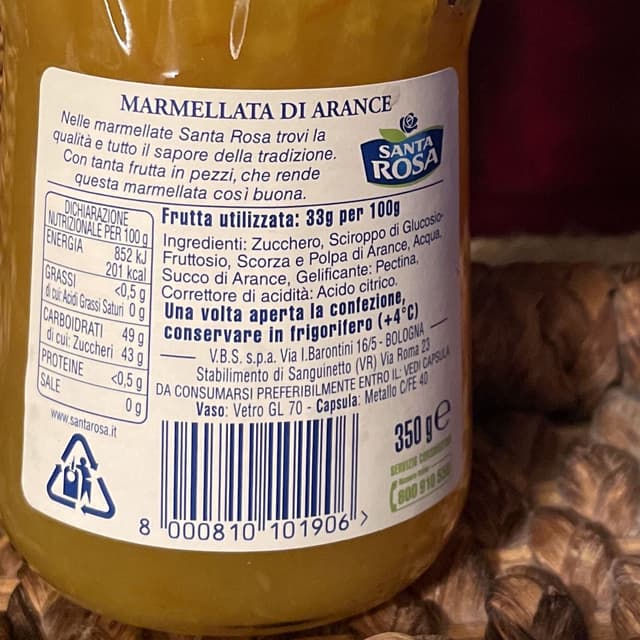 MARMELLATA DI ARANCE
Nelle marmellate Santa Rosa trovi la
qualità e tutto il sapore della tradizione.
Con tanta frutta in pezzi, che rende
questa marmellata così buona.
SANTA
ROSA
DICHIARAZIONE
NUTRIZIONALE PER 100 g
ENERGIA
852 kJ
201 kcal
GRASSI <0,5 g
di cui: Acidi Grassi Saturi 0 g
CARBOIDRATI 49 g
di cui: Zuccheri 43 g
PROTEINE <0,5 g
SALE 0 g
www.santarosa.it
Frutta utilizzata: 33g per 100g
Ingredienti: Zucchero, Sciroppo di Glucosio-
Fruttosio, Scorza e Polpa di Arance, Acqua,
Succo di Arance, Gelificante: Pectina,
Correttore di acidità: Acido citrico.
Una volta aperta la confezione,
conservare in frigorifero (+4°C)
V.B.S. s.p.a. Via I.Barontini 16/5 - BOLOGNA
Stabilimento di Sanguinetto (VR) Via Roma 23
DA CONSUMARSI PREFERIBILMENTE ENTRO IL: VEDI CAPSULA
Vaso: Vetro GL 70 - Capsula: Metallo C/FE 40
350 g e
SERVIZIO CONSUMATORI
800 910 55
8 000810 101906 >